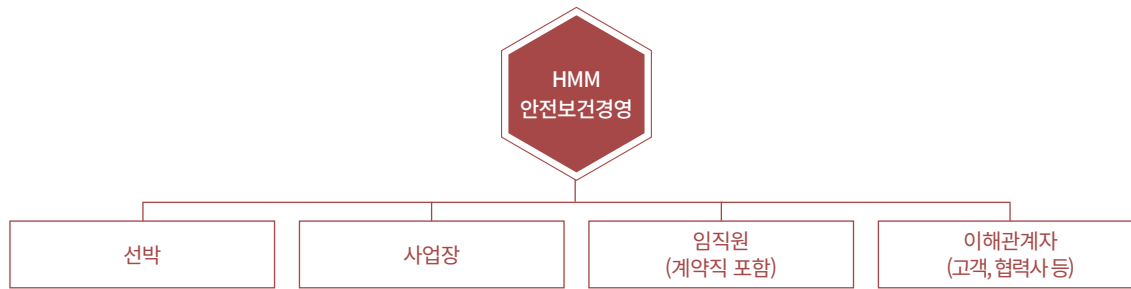 HMM
안전보건경영
선박
사업장
임직원
(계약직 포함)
이해관계자
(고객, 협력사 등)